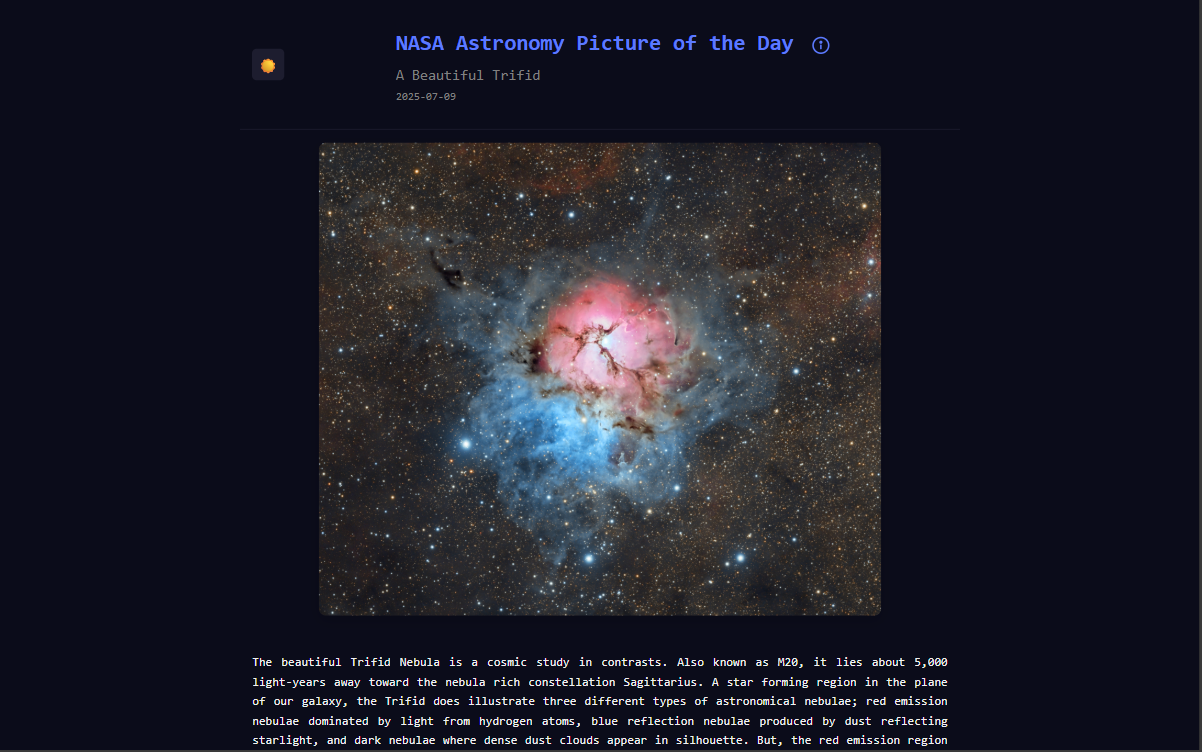 NASA Astronomy Picture of the Day
A Beautiful Trifid
2025-07-09
The beautiful Trifid Nebula is a cosmic study in contrasts. Also known as M20, it lies about 5,000
light-years away toward the nebula rich constellation Sagittarius. A star forming region in the plane
of our galaxy, the Trifid does illustrate three different types of astronomical nebulae; red emission
nebulae dominated by light from hydrogen atoms, blue reflection nebulae produced by dust reflecting
starlight, and dark nebulae where dense dust clouds appear in silhouette. But, the red emission region